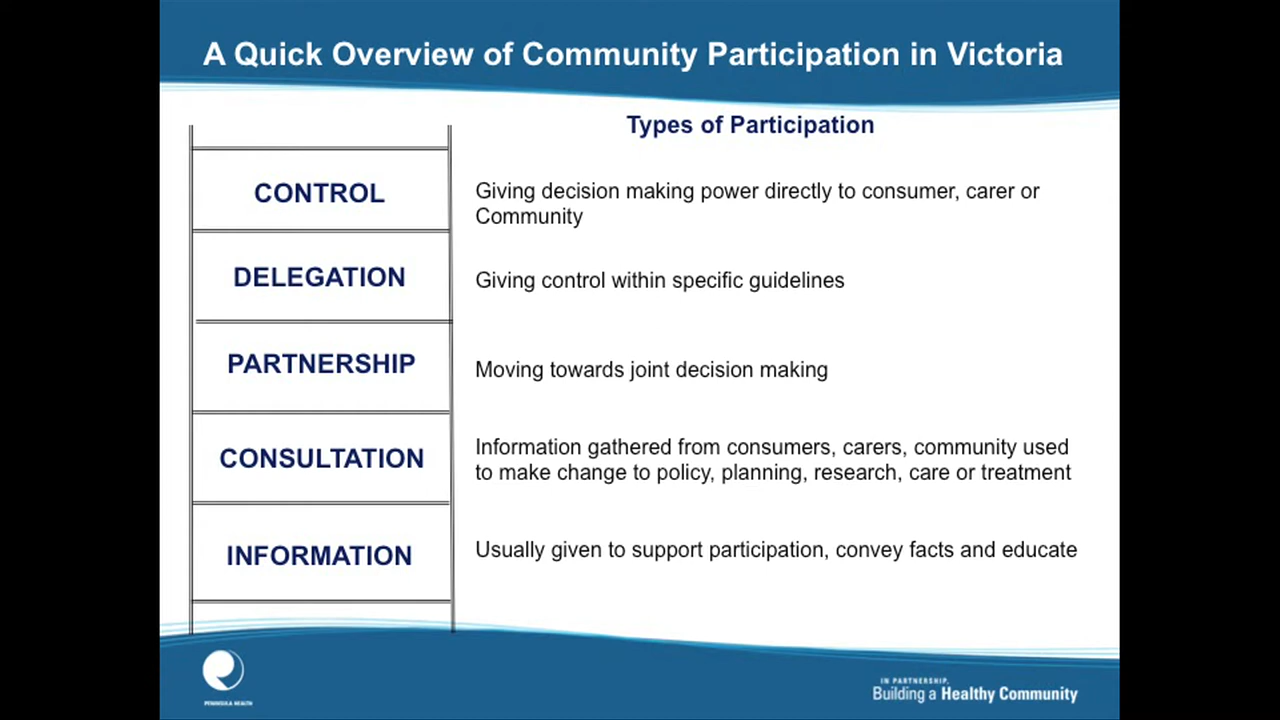 A Quick Overview of Community Participation in Victoria
Types of Participation
CONTROL
Giving decision making power directly to consumer, carer or
Community
DELEGATION
Giving control within specific guidelines
PARTNERSHIP
Moving towards joint decision making
CONSULTATION
Information gathered from consumers, carers, community used
to make change to policy, planning, research, care or treatment
INFORMATION
Usually given to support participation, convey facts and educate
PENINSULA HEALTH
IN PARTNERSHIP,
Building a Healthy Community